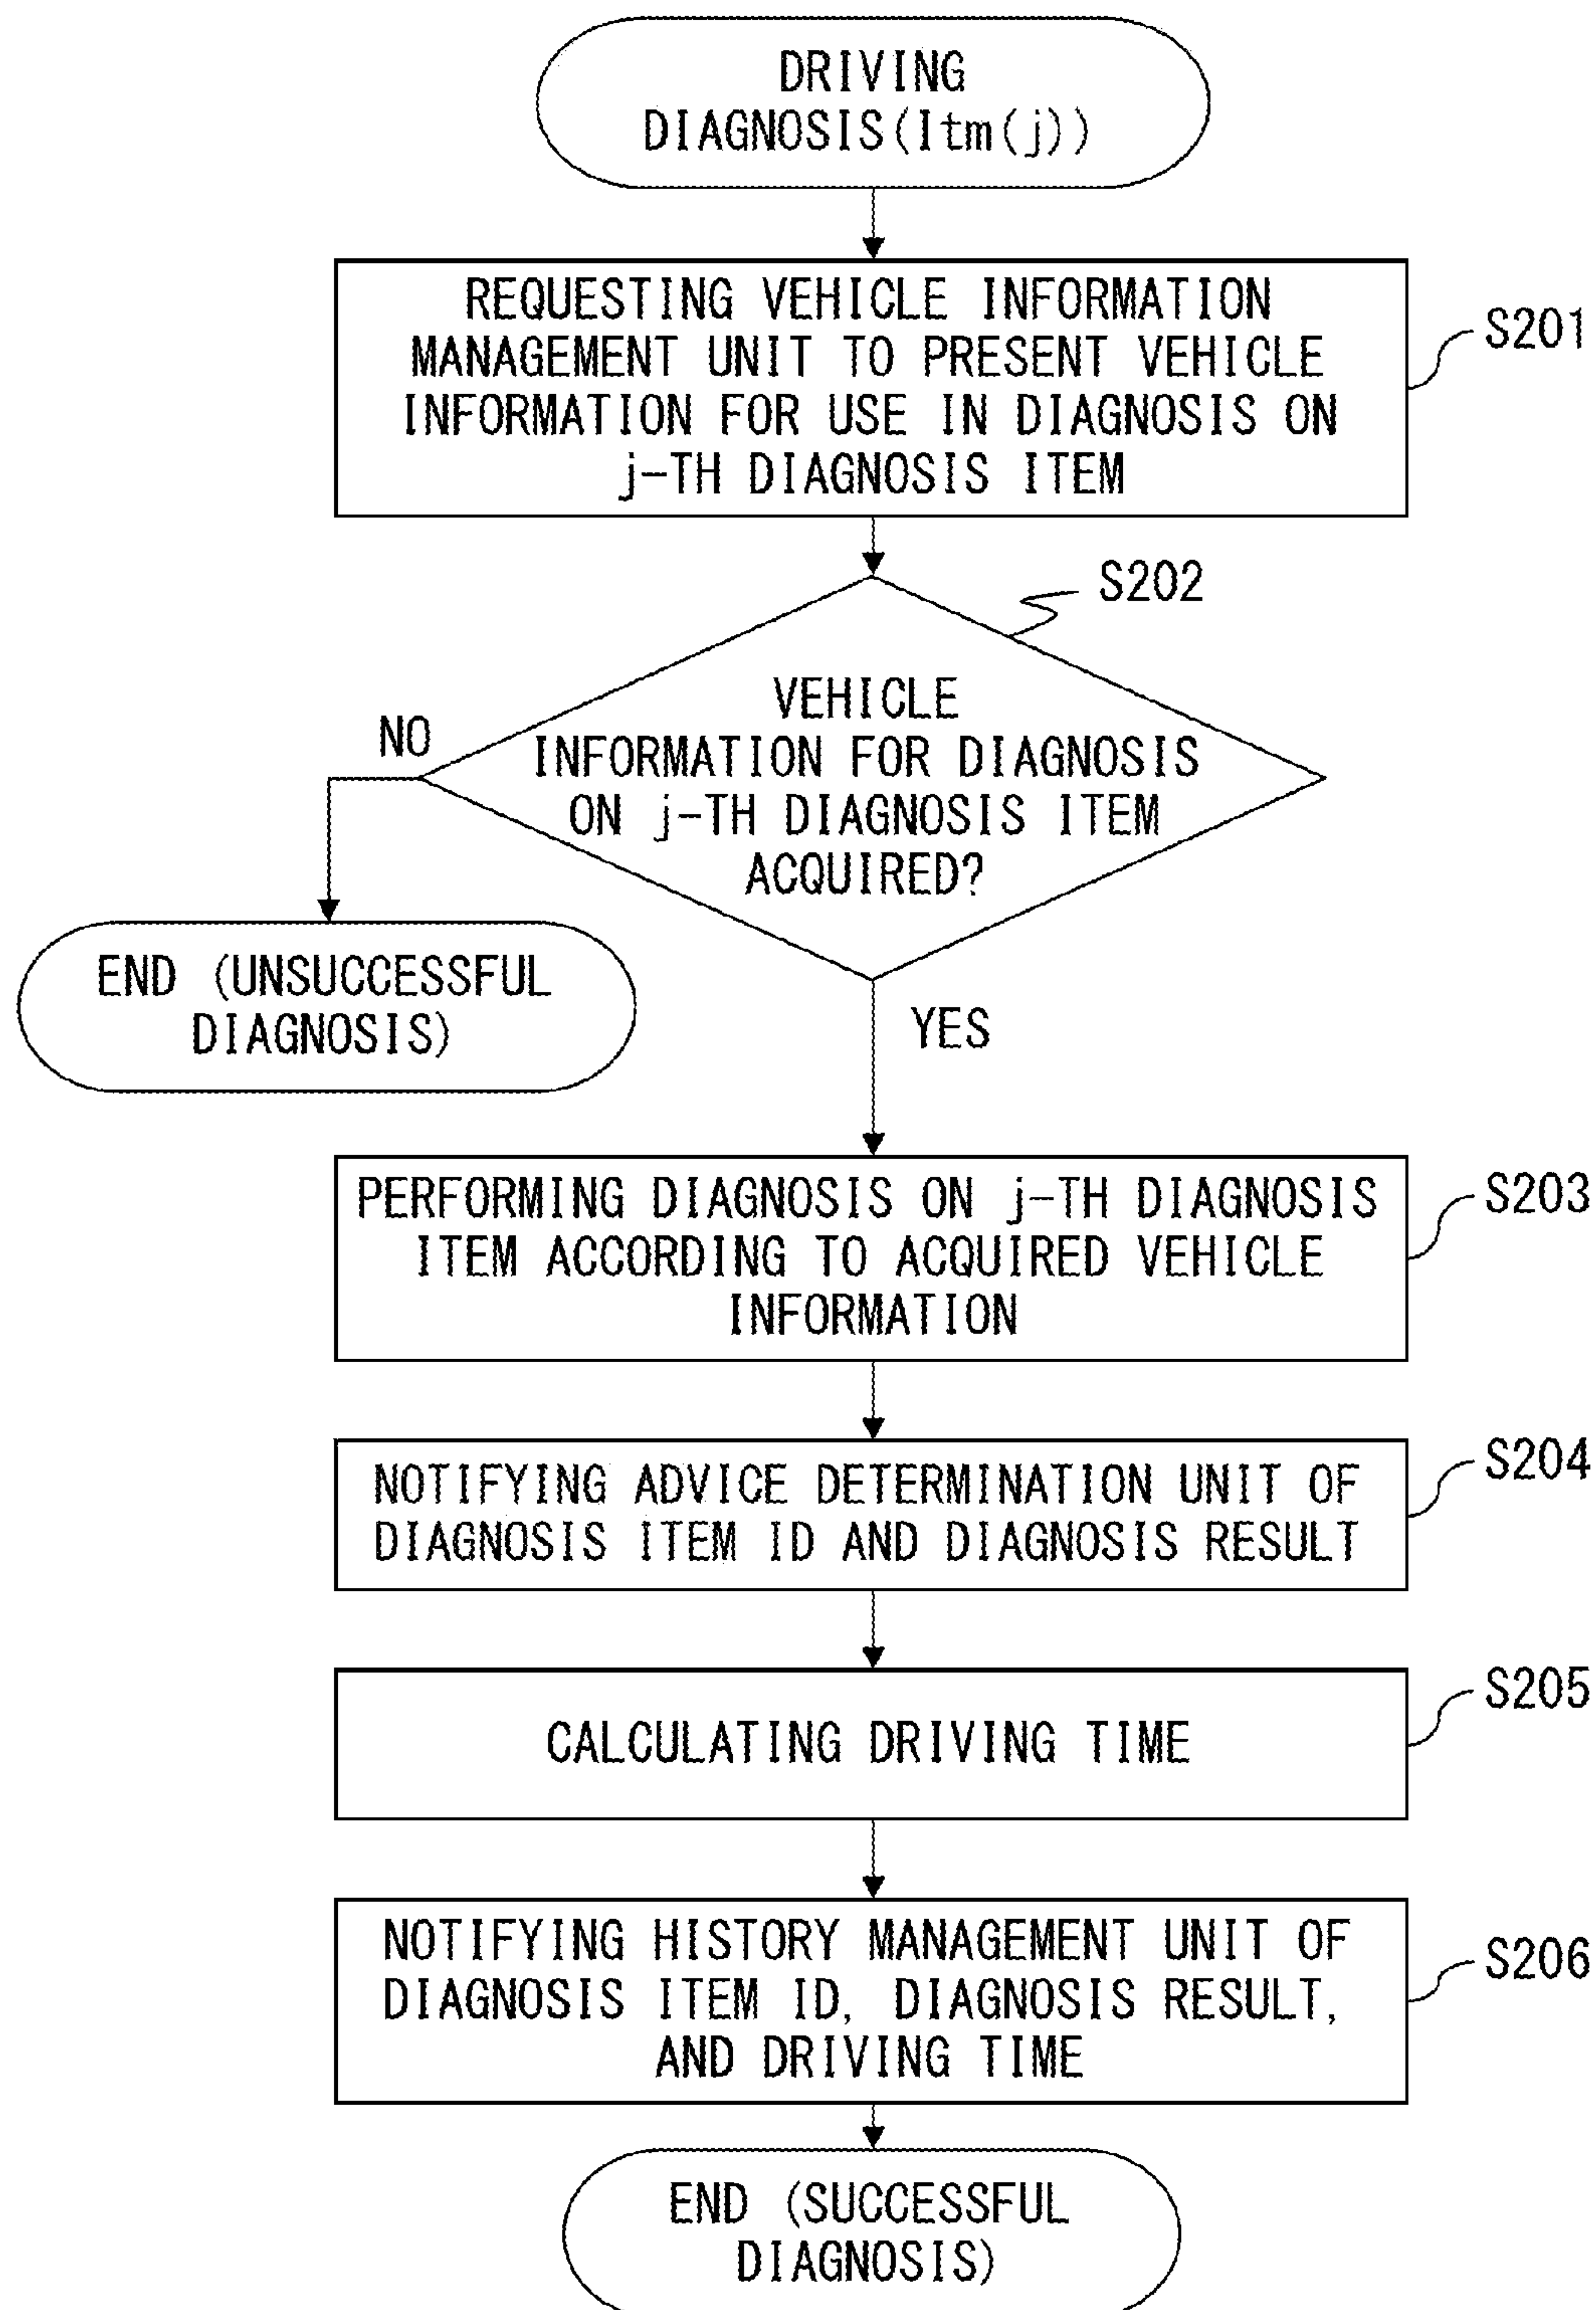 DRIVING
DIAGNOSIS(Itm(j))
REQUESTING VEHICLE INFORMATION
MANAGEMENT UNIT TO PRESENT VEHICLE
INFORMATION FOR USE IN DIAGNOSIS ON
j-TH DIAGNOSIS ITEM
S201
S202
VEHICLE
INFORMATION FOR DIAGNOSIS
ON j-TH DIAGNOSIS ITEM
ACQUIRED?
NO
END (UNSUCCESSFUL
DIAGNOSIS)
YES
PERFORMING DIAGNOSIS ON j-TH DIAGNOSIS
ITEM ACCORDING TO ACQUIRED VEHICLE
INFORMATION
S203
NOTIFYING ADVICE DETERMINATION UNIT OF
DIAGNOSIS ITEM ID AND DIAGNOSIS RESULT
S204
CALCULATING DRIVING TIME
S205
NOTIFYING HISTORY MANAGEMENT UNIT OF
DIAGNOSIS ITEM ID, DIAGNOSIS RESULT,
AND DRIVING TIME
S206
END (SUCCESSFUL
DIAGNOSIS)